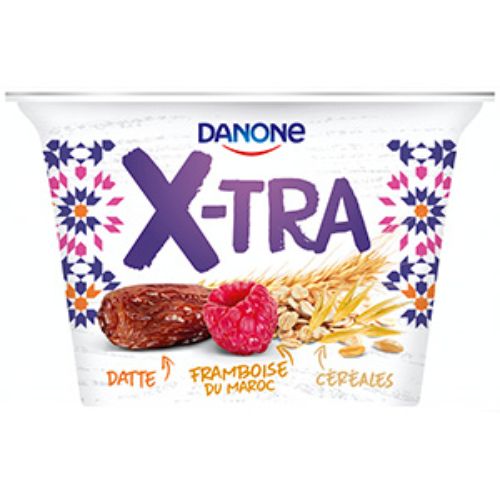 DANONE
X-TRA
DATTE
FRAMBOISE
DU MAROC
CÉRÉALES